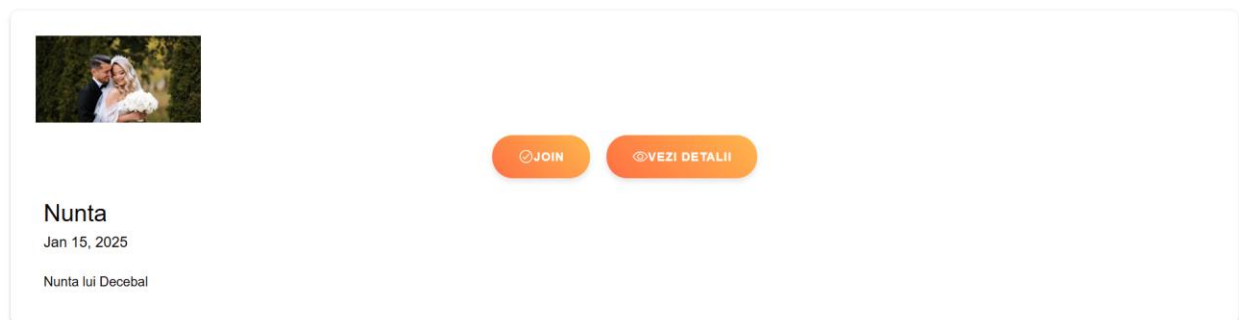 JOIN
VEZI DETALII
Nunta
Jan 15, 2025
Nunta lui Decebal